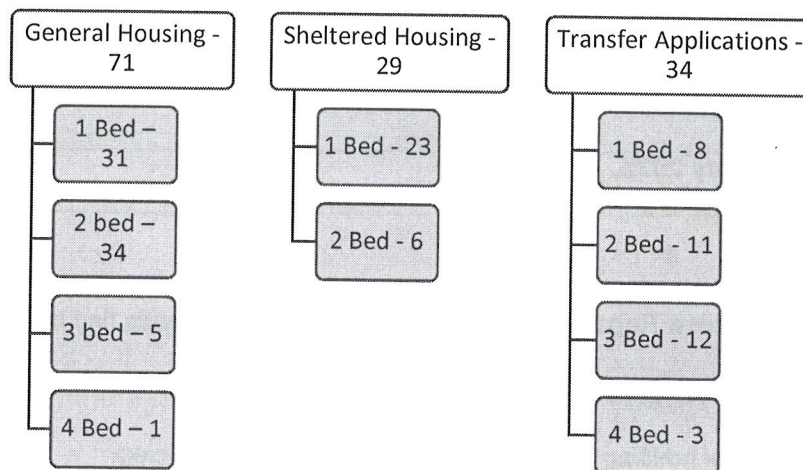 General Housing -
71
1 Bed –
31
2 bed –
34
3 bed – 5
4 Bed – 1
Sheltered Housing -
29
1 Bed - 23
2 Bed - 6
Transfer Applications -
34
1 Bed - 8
2 Bed - 11
3 Bed - 12
4 Bed - 3